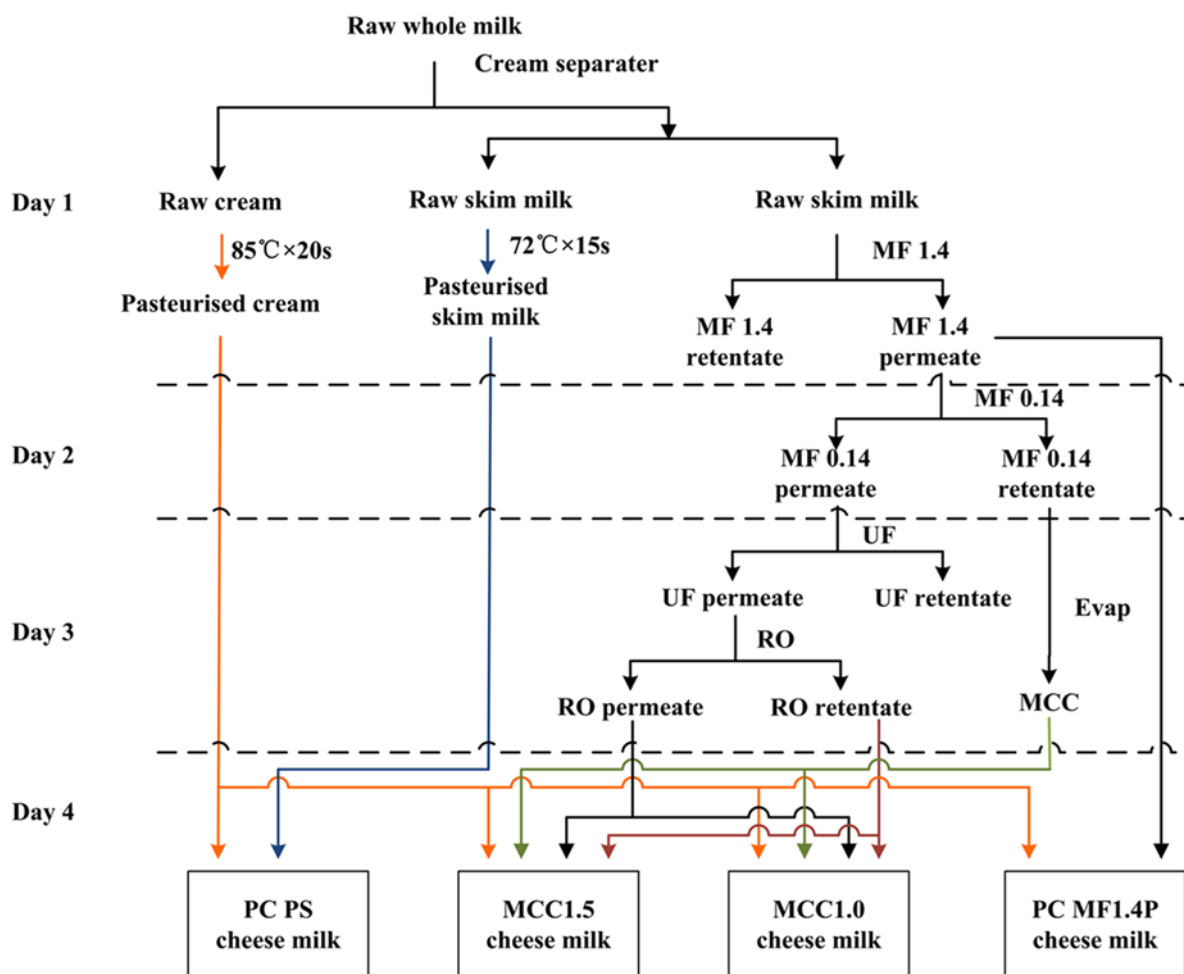 Raw whole milk
Cream separater
Day 1
Raw cream
Raw skim milk
Raw skim milk
85℃×20s
72℃×15s
MF 1.4
Pasteurised cream
Pasteurised
skim milk
MF 1.4
retentate
MF 1.4
permeate
MF 0.14
Day 2
MF 0.14
permeate
MF 0.14
retentate
UF
UF permeate
UF retentate
Evap
Day 3
RO
RO permeate
RO retentate
MCC
Day 4
PC PS
cheese milk
MCC1.5
cheese milk
MCC1.0
cheese milk
PC MF1.4P
cheese milk